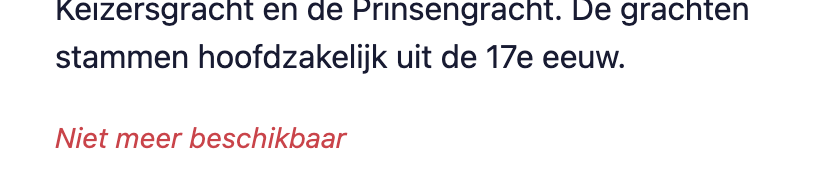 Keizersgracht en de Prinsengracht. De grachten
stammen hoofdzakelijk uit de 17e eeuw.
Niet meer beschikbaar